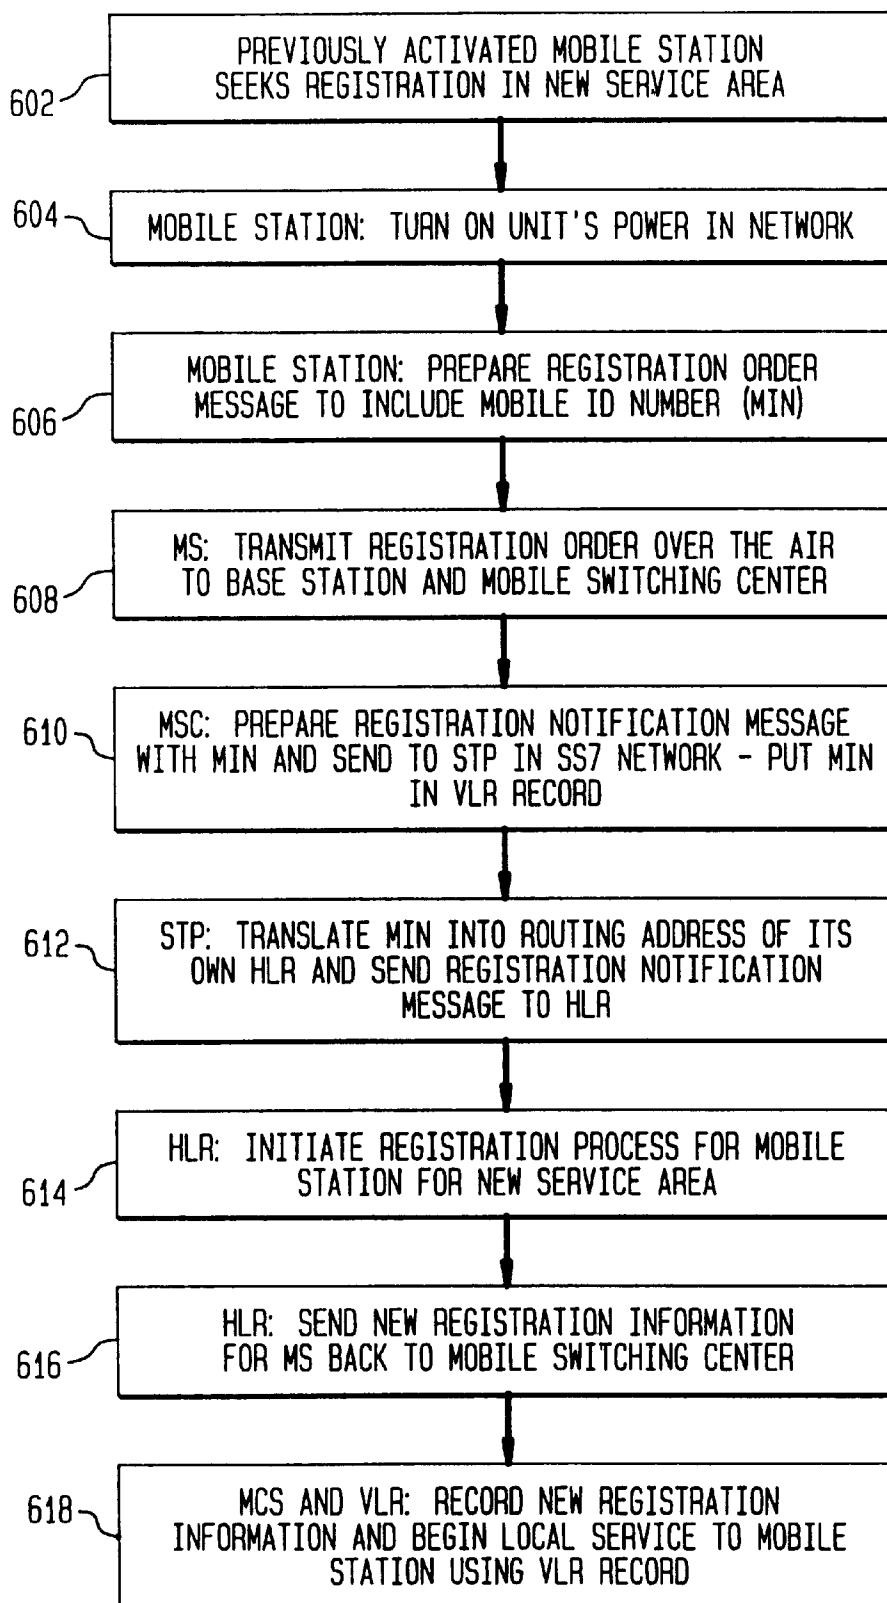 PREVIOUSLY ACTIVATED MOBILE STATION
SEEKS REGISTRATION IN NEW SERVICE AREA
602
604
MOBILE STATION: TURN ON UNIT'S POWER IN NETWORK
MOBILE STATION: PREPARE REGISTRATION ORDER
MESSAGE TO INCLUDE MOBILE ID NUMBER (MIN)
606
MS: TRANSMIT REGISTRATION ORDER OVER THE AIR
TO BASE STATION AND MOBILE SWITCHING CENTER
608
610
MSC: PREPARE REGISTRATION NOTIFICATION MESSAGE
WITH MIN AND SEND TO STP IN SS7 NETWORK - PUT MIN
IN VLR RECORD
612
STP: TRANSLATE MIN INTO ROUTING ADDRESS OF ITS
OWN HLR AND SEND REGISTRATION NOTIFICATION
MESSAGE TO HLR
HLR: INITIATE REGISTRATION PROCESS FOR MOBILE
STATION FOR NEW SERVICE AREA
614
HLR: SEND NEW REGISTRATION INFORMATION
FOR MS BACK TO MOBILE SWITCHING CENTER
616
618
MCS AND VLR: RECORD NEW REGISTRATION
INFORMATION AND BEGIN LOCAL SERVICE TO MOBILE
STATION USING VLR RECORD